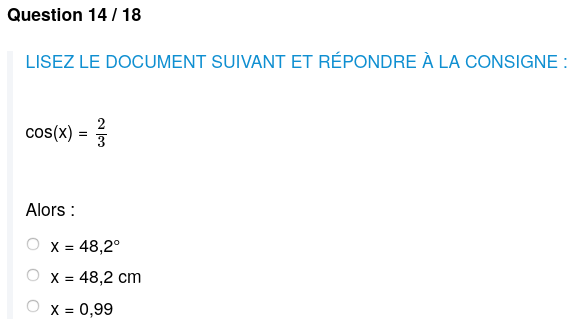 Question 14 / 18
LISEZ LE DOCUMENT SUIVANT ET RÉPONDRE À LA CONSIGNE :
cos(x) = 2/3
Alors :
x = 48,2°
x = 48,2 cm
x = 0,99